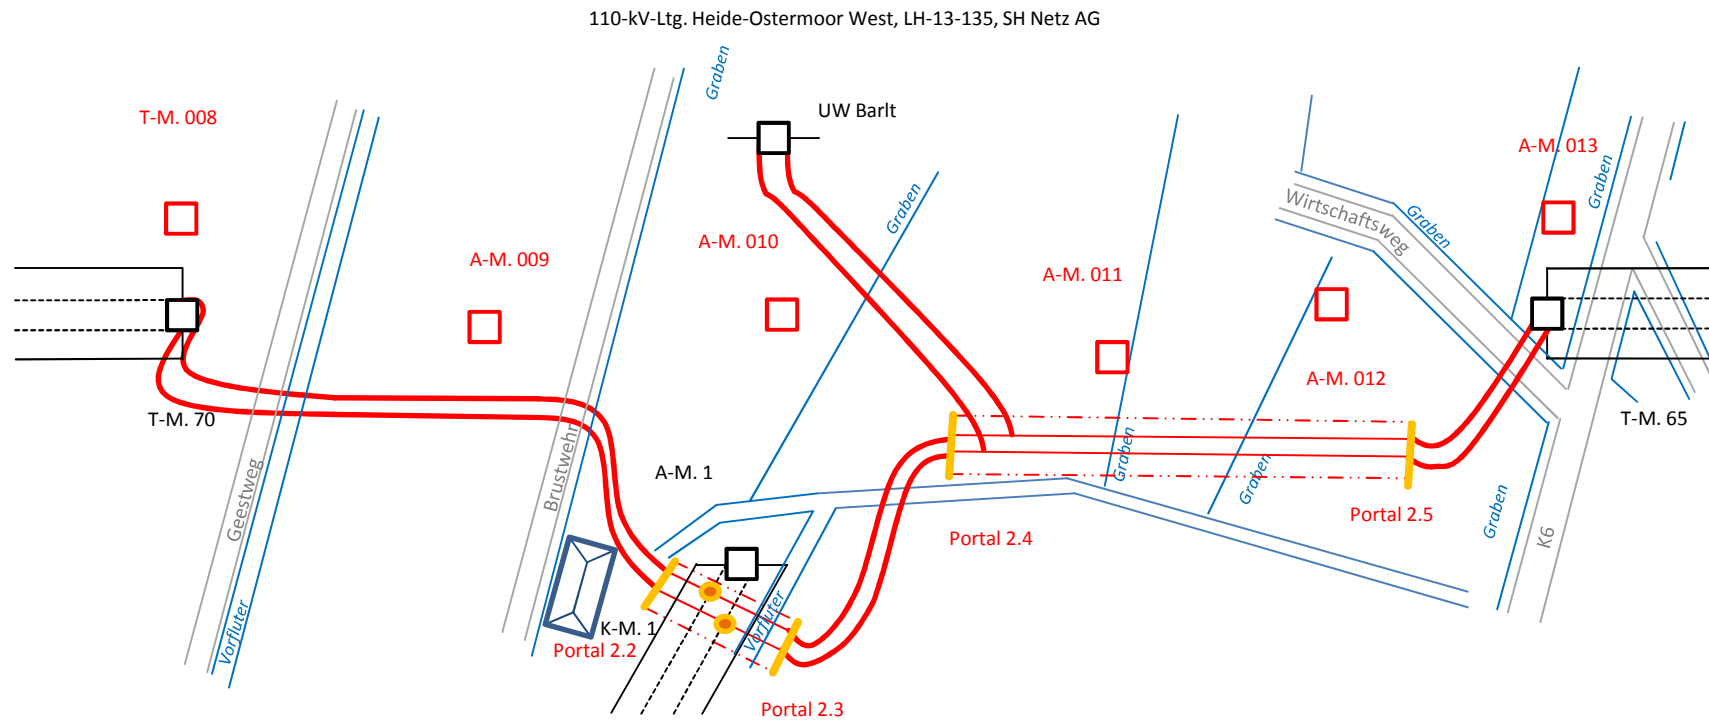 110-kV-Ltg. Heide-Ostermoor West, LH-13-135, SH Netz AG
Graben
T-M. 008
UW Barlt
A-M. 013
Graben
Graben
Wirtschaftsweg
Graben
A-M. 010
A-M. 009
A-M. 011
A-M. 012
T-M. 70
T-M. 65
Brustwehr
Geestweg
A-M. 1
Graben
Graben
Graben
Portal 2.5
Portal 2.4
K6
Vorfluter
Vorfluter
K-M. 1
Portal 2.2
Portal 2.3